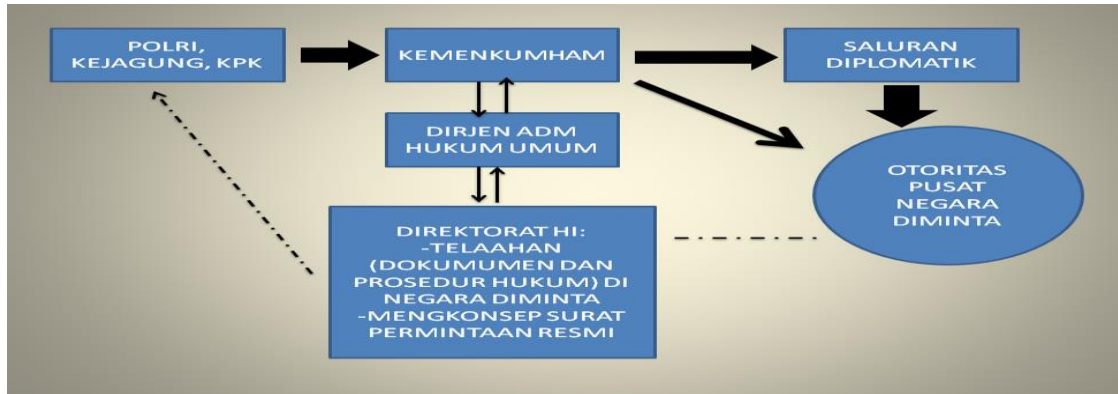 POLRI,
KEJAGUNG, KPK
KEMENKUMHAM
SALURAN
DIPLOMATIK
DIRJEN ADM
HUKUM UMUM
OTORITAS
PUSAT
NEGARA
DIMINTA
DIREKTORAT HI:
-TELAAHAN
(DOKUMUMEN DAN
PROSEDUR HUKUM) DI
NEGARA DIMINTA
-MENGKONSEP SURAT
PERMINTAAN RESMI